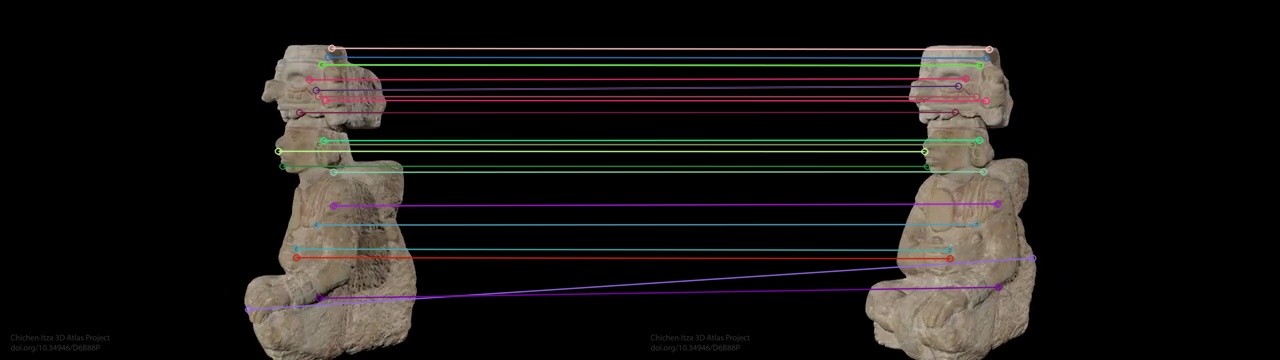 Chichen Itza 3D Atlas Project
doi.org/10.34946/D6B88P
Chichen Itza 3D Atlas Project
doi.org/10.34946/D6B88P